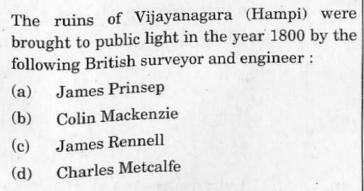 The ruins of Vijayanagara (Hampi) were
brought to public light in the year 1800 by the
following British surveyor and engineer :
(a) James Prinsep
(b) Colin Mackenzie
(c) James Rennell
(d) Charles Metcalfe